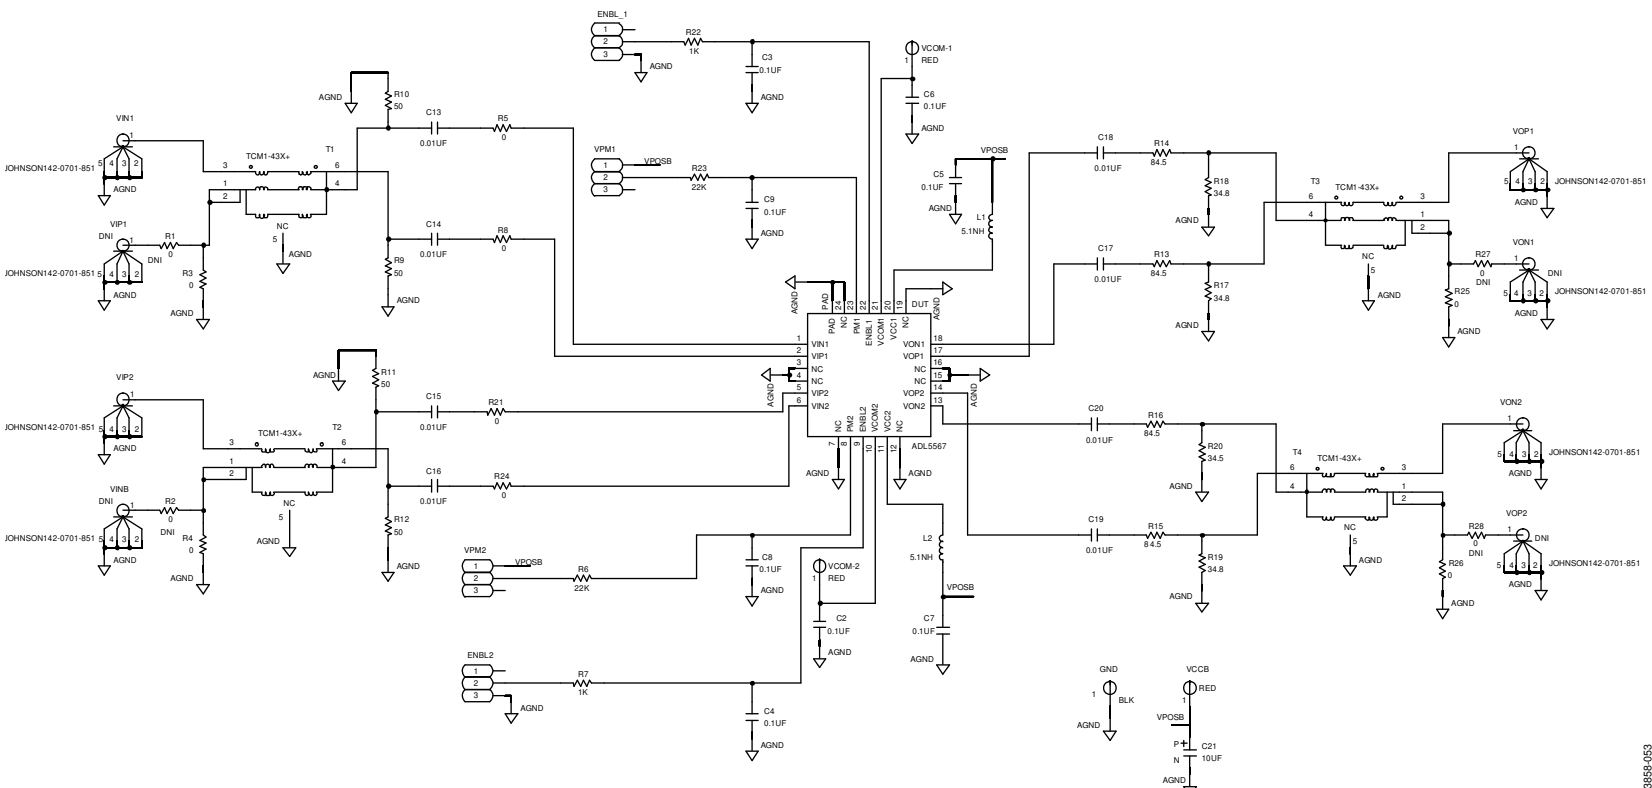 ENBL_1
1
2
3
AGND
R22
1K
C3
0.1UF
AGND
VCOM-1
1 RED
C6
0.1UF
AGND
VIN1
1
5 4 3 2
JOHNSON142-0701-851
AGND
AGND
R10
50
C13
0.01UF
R5
0
TCM1-43X+
T1
3
6
1
4
2
NC
5
AGND
VIP1
DNI
1
R1
0
DNI
5 4 3 2
JOHNSON142-0701-851
AGND
R3
0
AGND
C14
0.01UF
R8
0
R9
50
AGND
VPM1
1
2
3
VPOSB
R23
22K
C9
0.1UF
AGND
VPOSB
C5
0.1UF
AGND
L1
5.1NH
C18
0.01UF
R14
84.5
R18
34.8
AGND
C17
0.01UF
R13
84.5
R17
34.8
AGND
T3
TCM1-43X+
6
3
4
1
2
NC
5
AGND
VOP1
1
5 4 3 2
JOHNSON142-0701-851
AGND
VON1
1
DNI
R27
0
DNI
5 4 3 2
JOHNSON142-0701-851
AGND
R25
0
AGND
AGND
PAD
24
23
22
21
20
19
DUT
AGND
PAD
NC
PM1
ENBL1
VCOM1
VCC1
NC
1 VIN1
2 VIP1
3 NC
4 NC
5 VIP2
6 VIN2
AGND
VON1 18
VOP1 17
NC 16
NC 15
VOP2 14
VON2 13
AGND
NC
PM2
ENBL2
VCOM2
VCC2
NC
7
8
9
10
11
12
ADL5567
AGND
AGND
VIP2
1
5 4 3 2
JOHNSON142-0701-851
AGND
AGND
R11
50
C15
0.01UF
R21
0
TCM1-43X+
T2
3
6
1
4
2
NC
5
AGND
VINB
DNI
1
R2
0
DNI
5 4 3 2
JOHNSON142-0701-851
AGND
R4
0
AGND
C16
0.01UF
R24
0
R12
50
AGND
VPM2
1
2
3
VPOSB
R6
22K
C8
0.1UF
AGND
VCOM-2
1 RED
C2
0.1UF
AGND
L2
5.1NH
VPOSB
C7
0.1UF
AGND
C20
0.01UF
R16
84.5
R20
34.5
AGND
C19
0.01UF
R15
84.5
R19
34.8
AGND
T4
TCM1-43X+
6
3
4
1
2
NC
5
AGND
VON2
1
5 4 3 2
JOHNSON142-0701-851
AGND
VOP2
1
DNI
R28
0
DNI
5 4 3 2
JOHNSON142-0701-851
AGND
R26
0
AGND
ENBL2
1
2
3
AGND
R7
1K
C4
0.1UF
AGND
GND
1
BLK
AGND
VCCB
RED
1
VPOSB
P +
N
C21
10UF
AGND
3858-053